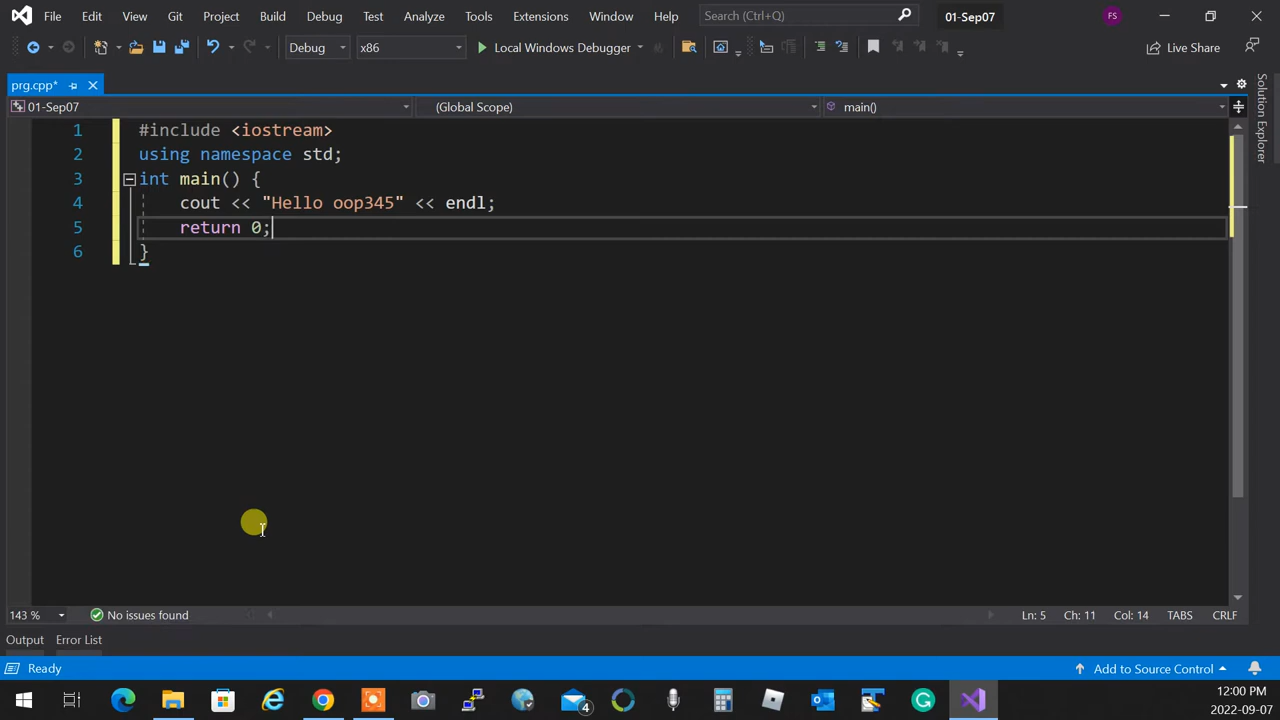 File Edit View Git Project Build Debug Test Analyze Tools Extensions Window Help Search (Ctrl+Q) 01-Sep07 FS
Debug x86 Local Windows Debugger Live Share
prg.cpp*
01-Sep07 (Global Scope) main()
1 #include <iostream>
2 using namespace std;
3 int main() {
4 cout << "Hello oop345" << endl;
5 return 0;
6 }
Solution Explorer
143 % No issues found Ln: 5 Ch: 11 Col: 14 TABS CRLF
Output Error List
Ready Add to Source Control
4
12:00 PM
2022-09-07